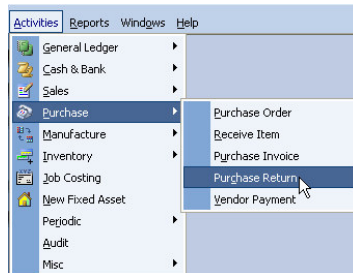 Activities Reports Windows Help
General Ledger
Cash & Bank
Sales
Purchase
Manufacture
Inventory
Job Costing
New Fixed Asset
Periodic
Audit
Misc
Purchase Order
Receive Item
Purchase Invoice
Purchase Return
Vendor Payment